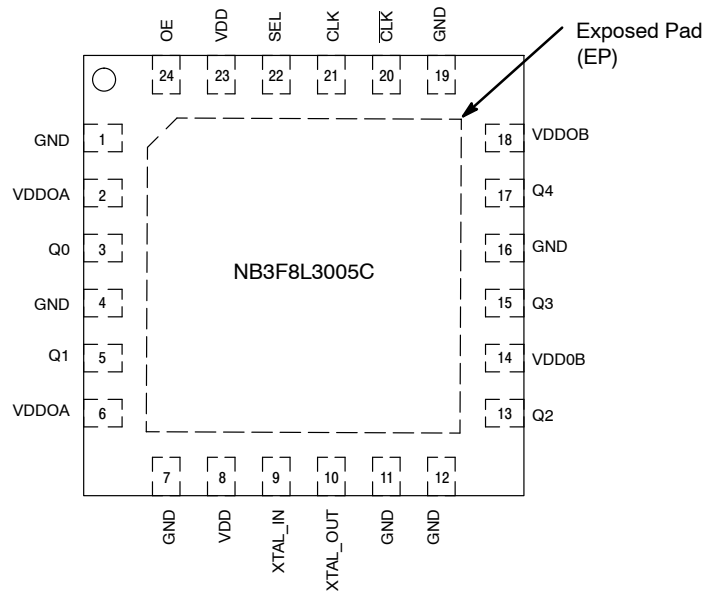 OE VDD SEL CLK C̅L̅K̅ GND
Exposed Pad
(EP)
24 23 22 21 20 19
GND 1
18 VDDOB
VDDOA 2
17 Q4
Q0 3
16 GND
NB3F8L3005C
GND 4
15 Q3
Q1 5
14 VDD0B
VDDOA 6
13 Q2
7 8 9 10 11 12
GND VDD XTAL_IN XTAL_OUT GND GND